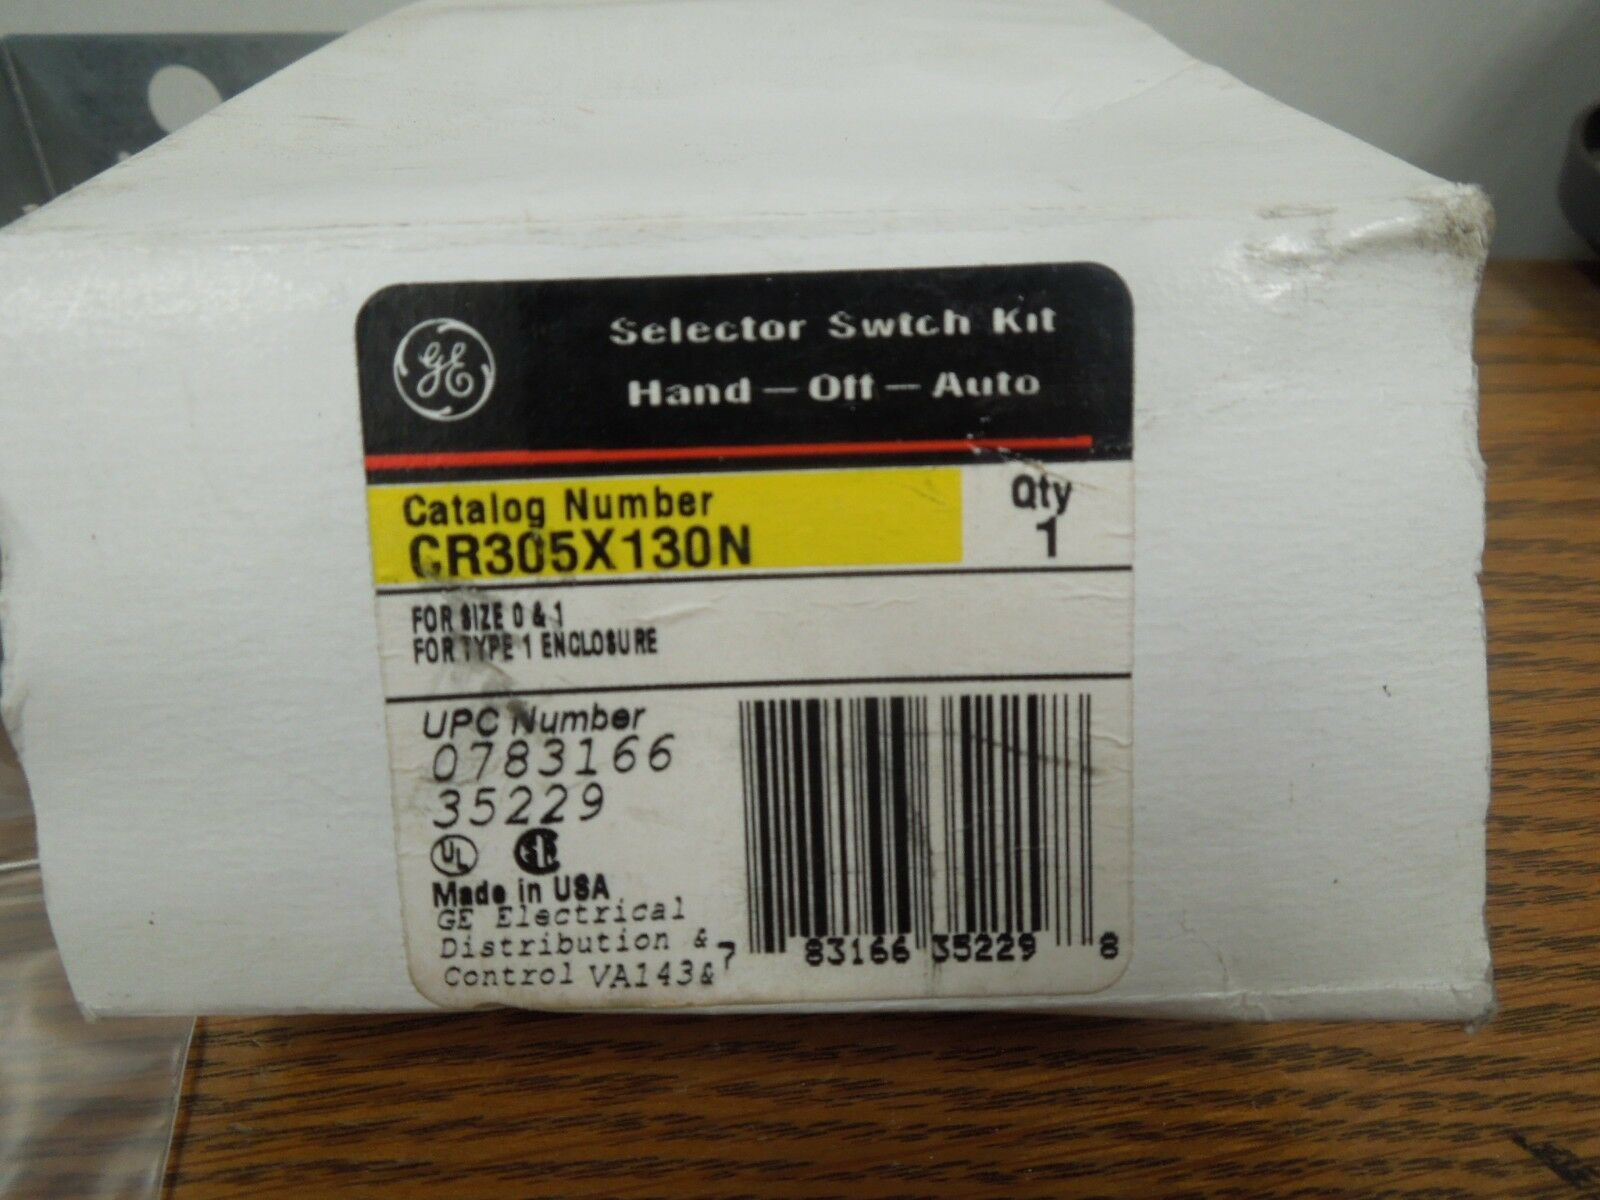 GE
Selector Swtch Kit
Hand — Off — Auto
Catalog Number
CR305X130N
Qty
1
FOR SIZE 0 & 1
FOR TYPE 1 ENCLOSURE
UPC Number
0783166
35229
UL
Made in USA
GE Electrical
Distribution &
Control VA143&
7 83166 35229 8